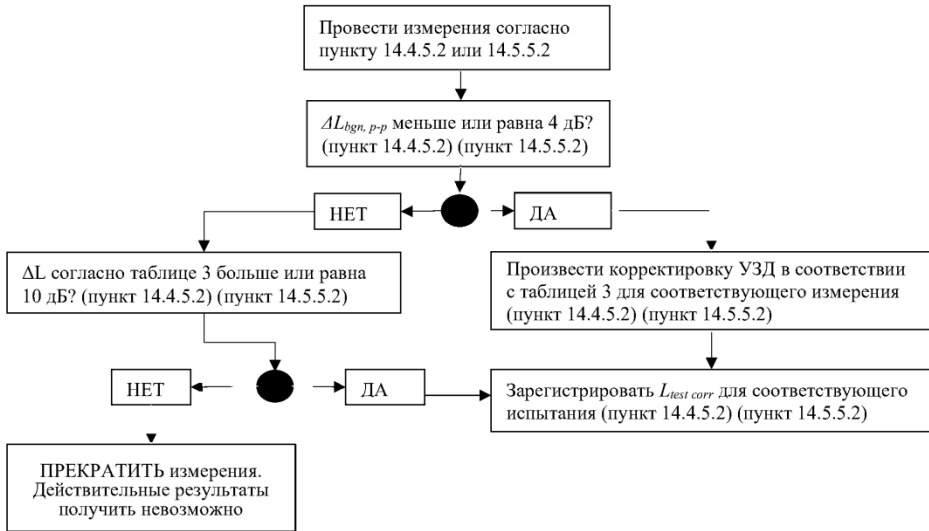 Провести измерения согласно
пункту 14.4.5.2 или 14.5.5.2
ΔLbgn, p-p меньше или равна 4 дБ?
(пункт 14.4.5.2) (пункт 14.5.5.2)
НЕТ
ДА
ΔL согласно таблице 3 больше или равна
10 дБ? (пункт 14.4.5.2) (пункт 14.5.5.2)
Произвести корректировку УЗД в соответствии
с таблицей 3 для соответствующего измерения
(пункт 14.4.5.2) (пункт 14.5.5.2)
НЕТ
ДА
Зарегистрировать Ltest corr для соответствующего
испытания (пункт 14.4.5.2) (пункт 14.5.5.2)
ПРЕКРАТИТЬ измерения.
Действительные результаты
получить невозможно